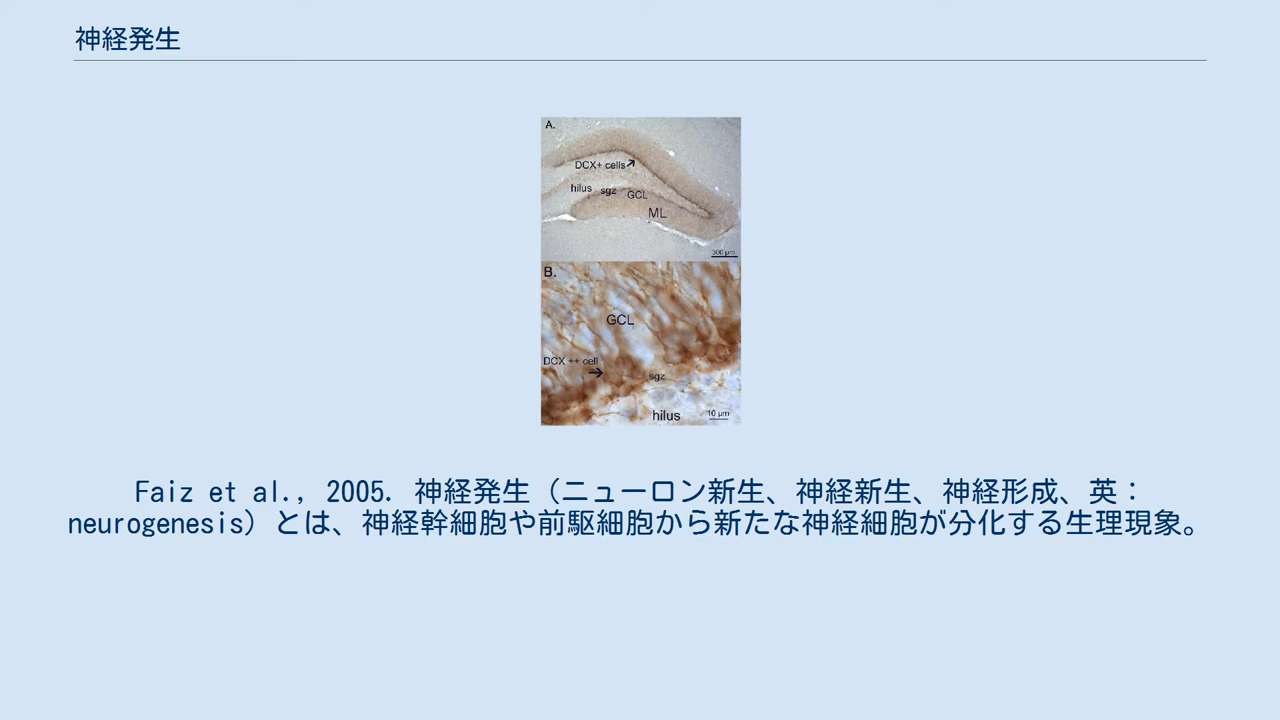 神経発生
A.
DCX+ cells
hilus sgz GCL
ML
300 µm
B.
GCL
DCX ++ cell
sgz
hilus
10 µm
Faiz et al., 2005. 神経発生（ニューロン新生、神経新生、神経形成、英：
neurogenesis）とは、神経幹細胞や前駆細胞から新たな神経細胞が分化する生理現象。